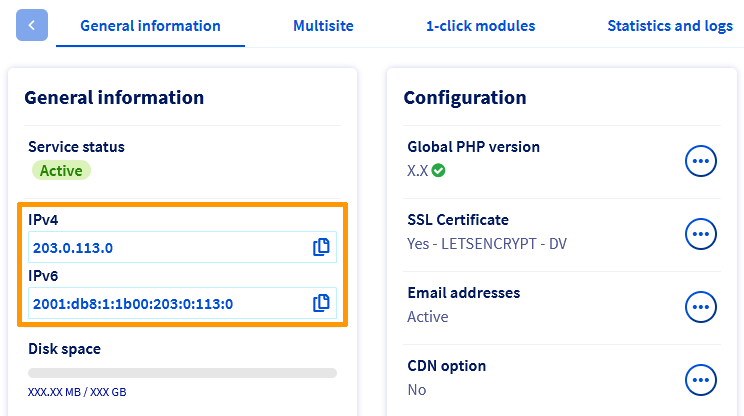 General information
Multisite
1-click modules
Statistics and logs
General information
Service status
Active
IPv4
203.0.113.0
IPv6
2001:db8:1:1b00:203:0:113:0
Disk space
XXX.XX MB / XXX GB
Configuration
Global PHP version
X.X
SSL Certificate
Yes - LETSENCRYPT - DV
Email addresses
Active
CDN option
No